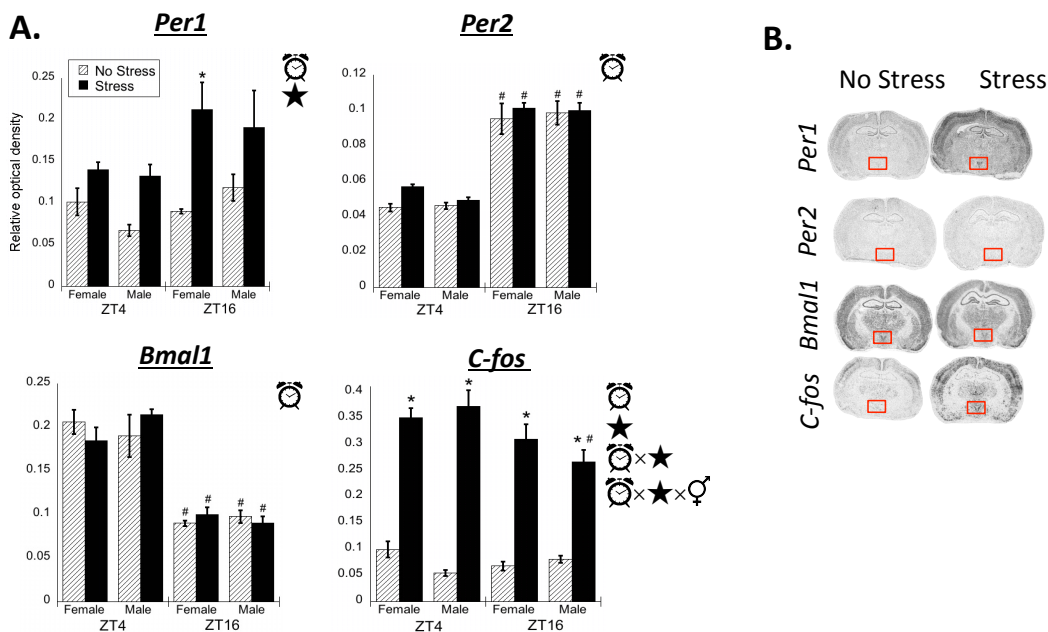 A.
Per1
No Stress
Stress
Relative optical density
0.25
0.2
0.15
0.1
0.05
0
*
Female Male Female Male
ZT4 ZT16
Per2
0.12
0.1
0.08
0.06
0.04
0.02
0
# # # #
Female Male Female Male
ZT4 ZT16
Bmal1
0.25
0.2
0.15
0.1
0.05
0
# # # #
Female Male Female Male
ZT4 ZT16
C-fos
0.4
0.35
0.3
0.25
0.2
0.15
0.1
0.05
0
* * * * #
×
× ×
Female Male Female Male
ZT4 ZT16
B.
No Stress Stress
Per1
Per2
Bmal1
C-fos